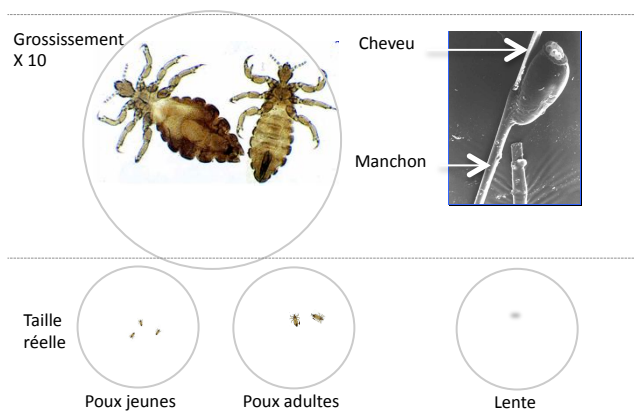 Grossissement
X 10
Cheveu
Manchon
Taille
réelle
Poux jeunes
Poux adultes
Lente